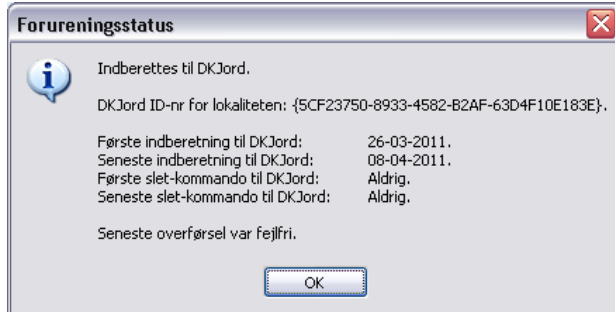 Forureningsstatus
Indberettes til DKJord.
DKJord ID-nr for lokaliteten: {5CF23750-8933-4582-B2AF-63D4F10E183E}.
Første indberetning til DKJord: 26-03-2011.
Seneste indberetning til DKJord: 08-04-2011.
Første slet-kommando til DKJord: Aldrig.
Seneste slet-kommando til DKJord: Aldrig.
Seneste overførsel var fejlfri.
OK